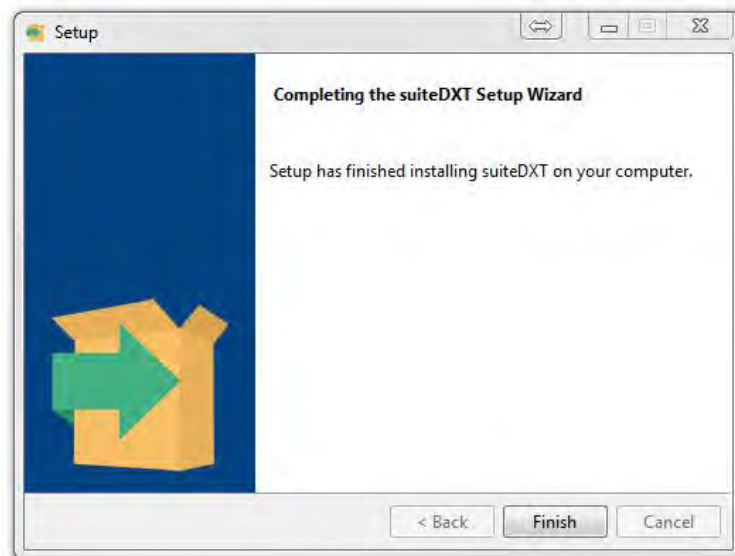 Setup
Completing the suiteDXT Setup Wizard
Setup has finished installing suiteDXT on your computer.
< Back Finish Cancel